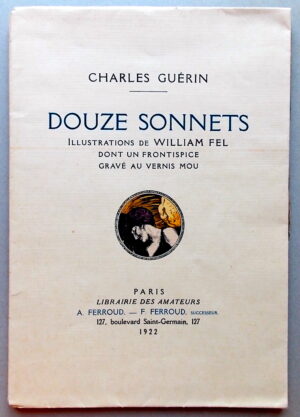 CHARLES GUÉRIN
DOUZE SONNETS
ILLUSTRATIONS DE WILLIAM FEL
DONT UN FRONTISPICE
GRAVÉ AU VERNIS MOU
PARIS
LIBRAIRIE DES AMATEURS
A. FERROUD. — F. FERROUD, SUCCESSEUR
127, boulevard Saint-Germain, 127
1922